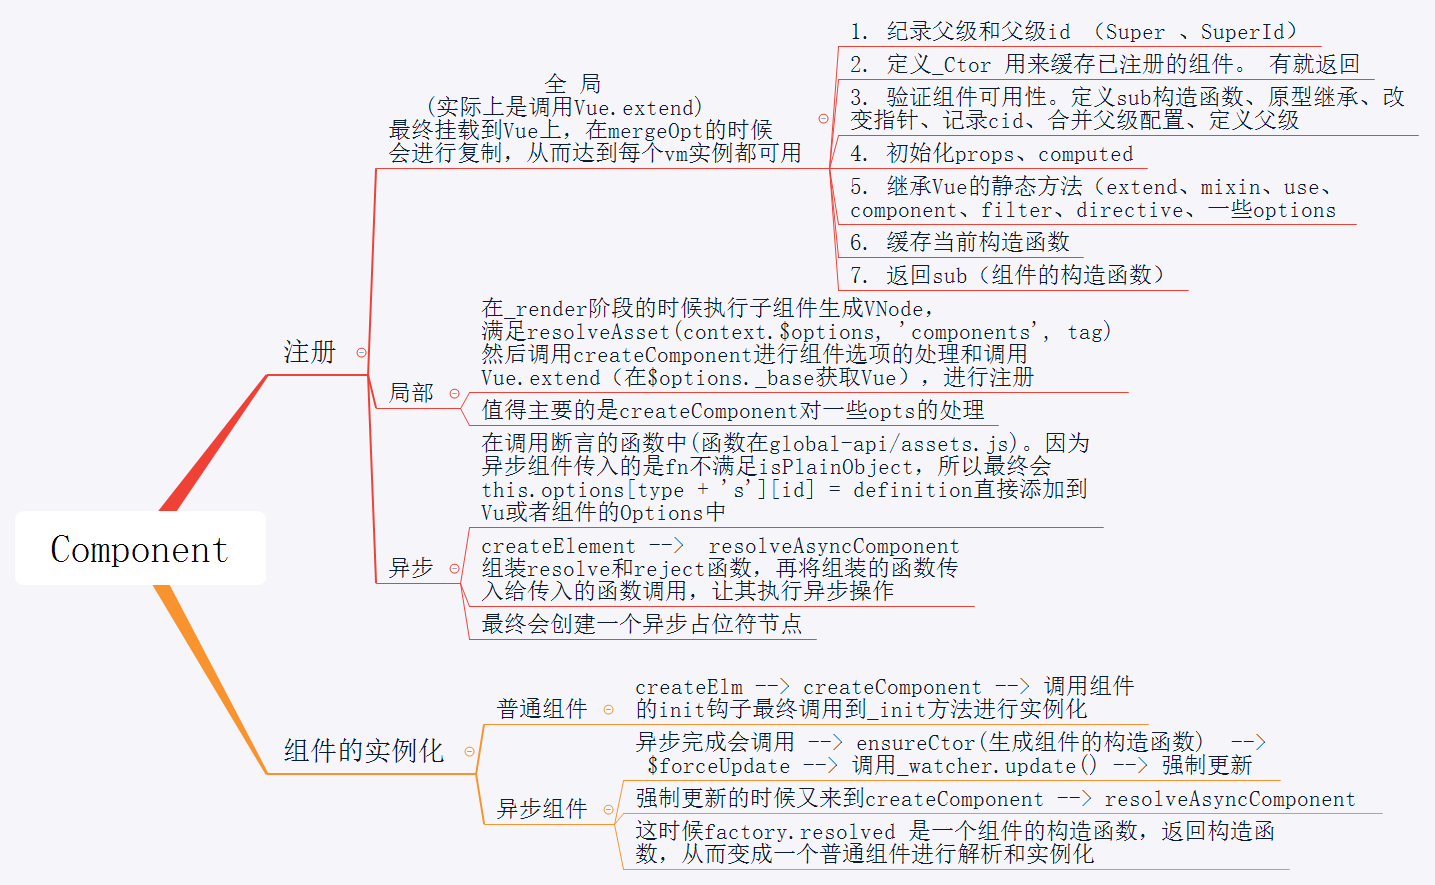 Component
注册
全 局
(实际上是调用Vue.extend)
最终挂载到Vue上，在mergeOpt的时候
会进行复制，从而达到每个vm实例都可用
1. 纪录父级和父级id （Super 、SuperId）
2. 定义_Ctor 用来缓存已注册的组件。 有就返回
3. 验证组件可用性。定义sub构造函数、原型继承、改
变指针、记录cid、合并父级配置、定义父级
4. 初始化props、computed
5. 继承Vue的静态方法（extend、mixin、use、
component、filter、directive、一些options
6. 缓存当前构造函数
7. 返回sub（组件的构造函数）
局部
在_render阶段的时候执行子组件生成VNode，
满足resolveAsset(context.$options, 'components', tag)
然后调用createComponent进行组件选项的处理和调用
Vue.extend（在$options._base获取Vue），进行注册
值得主要的是createComponent对一些opts的处理
异步
在调用断言的函数中(函数在global-api/assets.js)。因为
异步组件传入的是fn不满足isPlainObject，所以最终会
this.options[type + 's'][id] = definition直接添加到
Vu或者组件的Options中
createElement --> resolveAsyncComponent
组装resolve和reject函数，再将组装的函数传
入给传入的函数调用，让其执行异步操作
最终会创建一个异步占位符节点
组件的实例化
普通组件
createElm --> createComponent --> 调用组件
的init钩子最终调用到_init方法进行实例化
异步组件
异步完成会调用 --> ensureCtor(生成组件的构造函数) -->
$forceUpdate --> 调用_watcher.update() --> 强制更新
强制更新的时候又来到createComponent --> resolveAsyncComponent
这时候factory.resolved 是一个组件的构造函数，返回构造函
数，从而变成一个普通组件进行解析和实例化